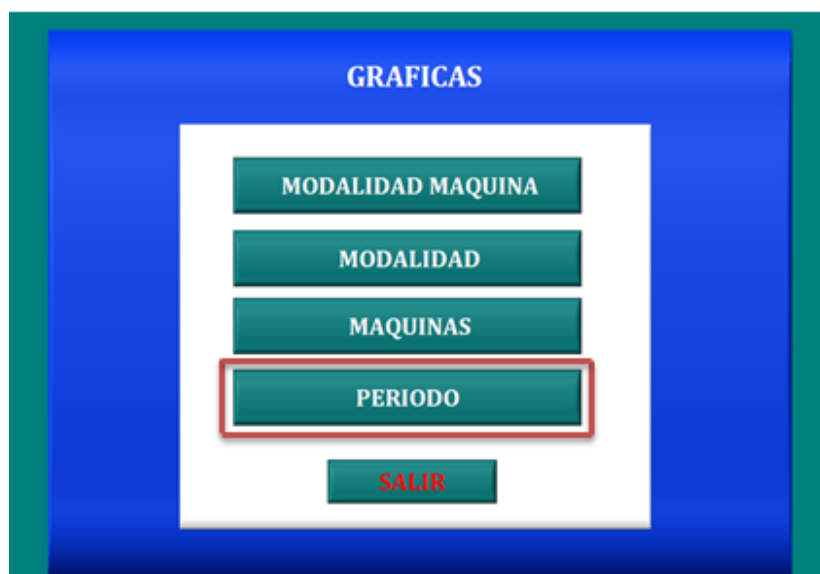 GRAFICAS
MODALIDAD MAQUINA
MODALIDAD
MAQUINAS
PERIODO
SALIR